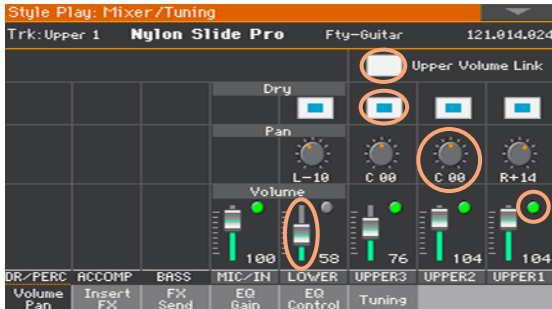 Style Play: Mixer/Tuning
Trk: Upper 1 Nylon Slide Pro Fty-Guitar 121.014.024
Upper Volume Link
Dry
Pan
L-10 C 00 C 00 R+14
Volume
100 58 76 104 104
DR/PERC ACCOMP BASS MIC/IN LOWER UPPER3 UPPER2 UPPER1
Volume Pan Insert FX FX Send EQ Gain EQ Control Tuning